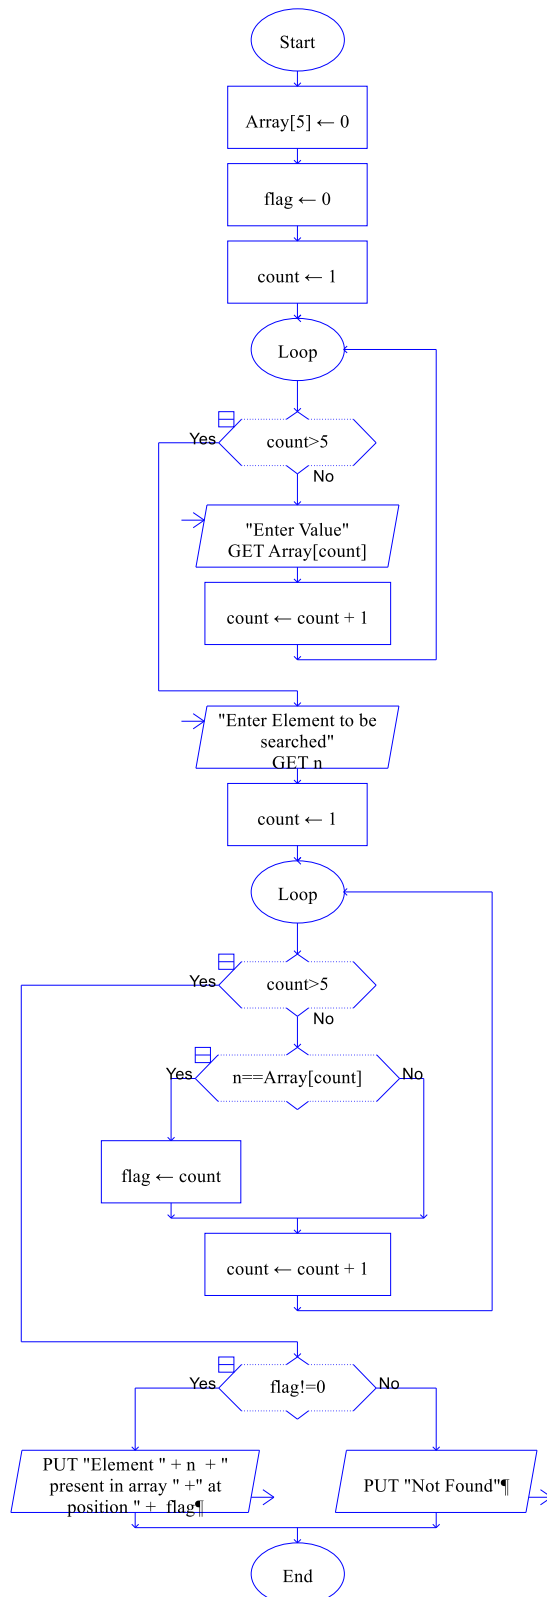 Start
Array[5] ← 0
flag ← 0
count ← 1
Loop
count>5
Yes
No
"Enter Value"
GET Array[count]
count ← count + 1
"Enter Element to be
searched"
GET n
count ← 1
Loop
count>5
Yes
No
n==Array[count]
Yes
No
flag ← count
count ← count + 1
flag!=0
Yes
No
PUT "Element " + n + "
present in array " +" at
position " + flag¶
PUT "Not Found"¶
End